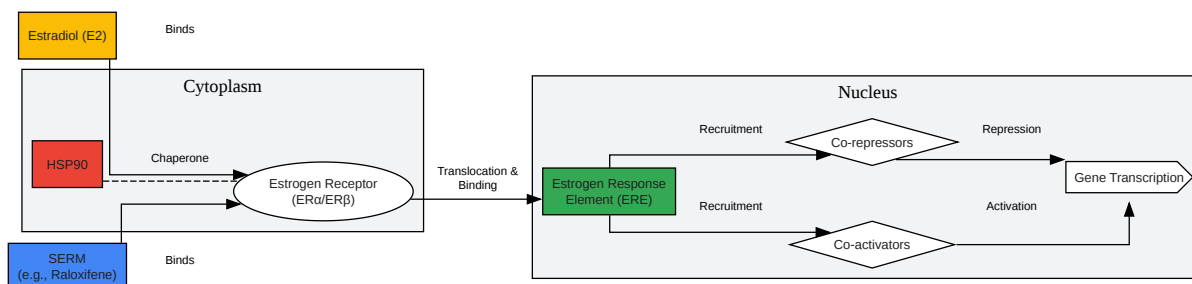 Estradiol (E2)
Binds
Cytoplasm
HSP90
Chaperone
Estrogen Receptor
(ERα/ERβ)
SERM
(e.g., Raloxifene)
Binds
Translocation &
Binding
Nucleus
Estrogen Response
Element (ERE)
Recruitment
Co-repressors
Repression
Recruitment
Co-activators
Activation
Gene Transcription